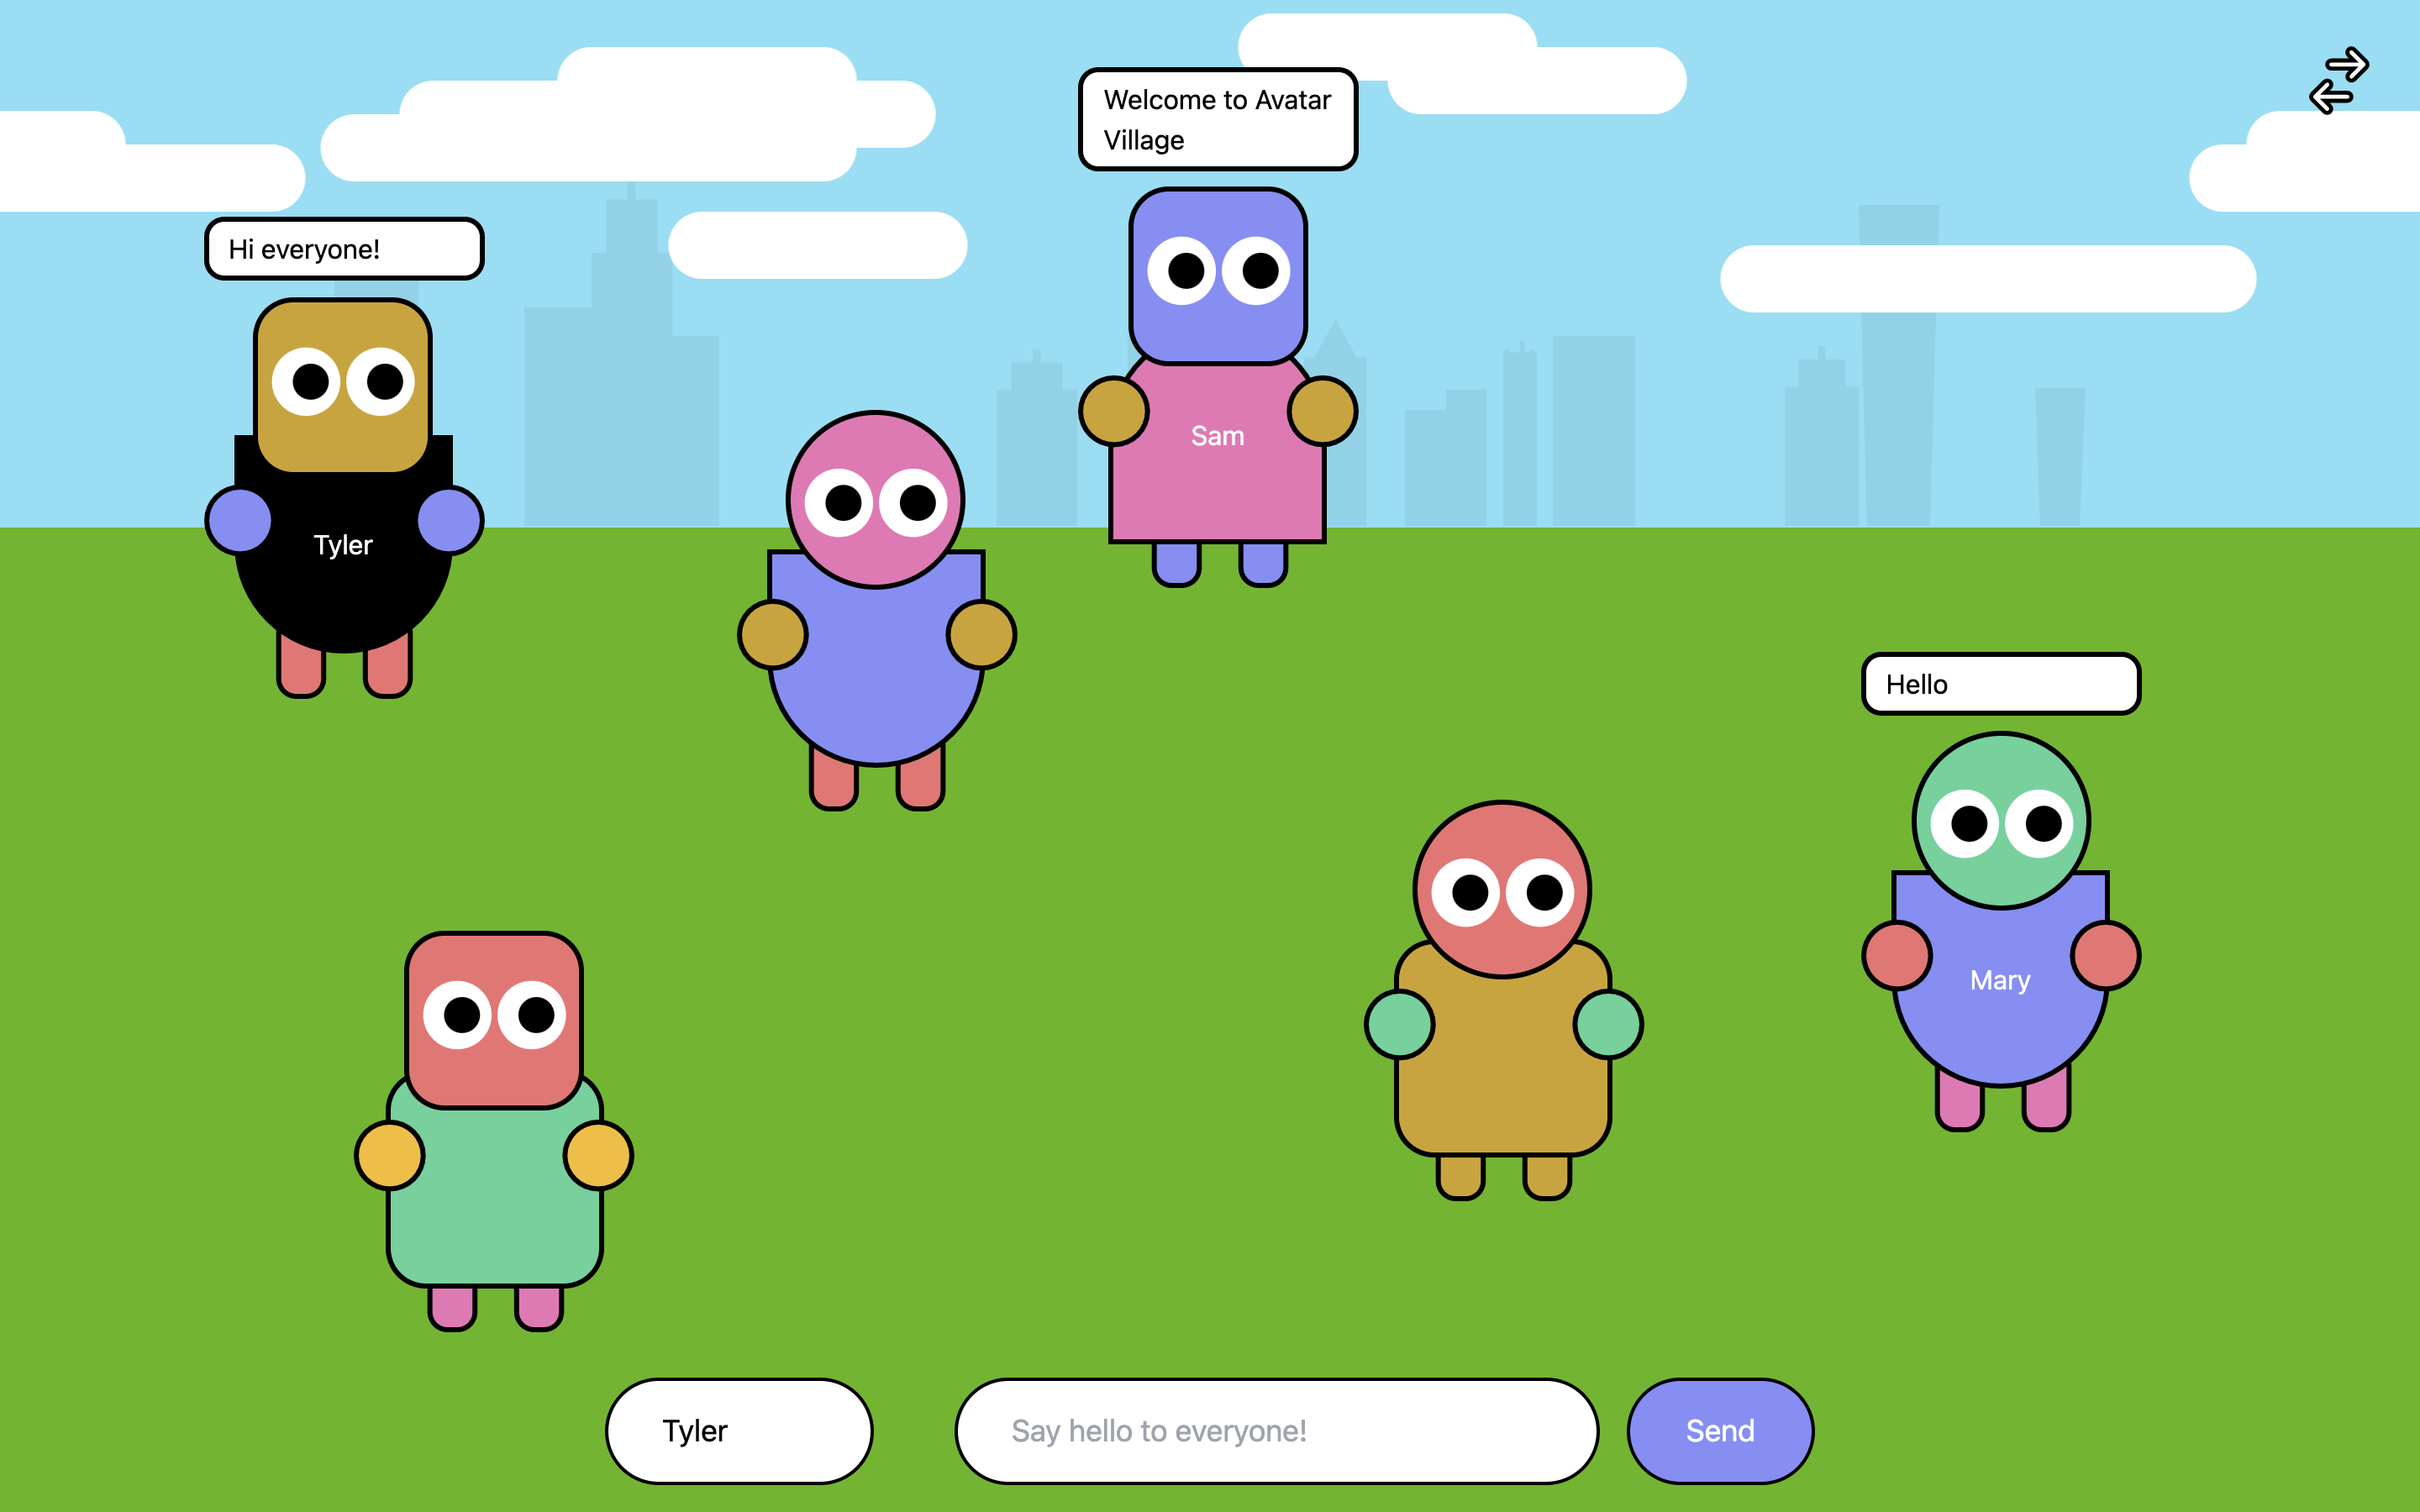 Welcome to Avatar
Village
Hi everyone!
Sam
Tyler
Hello
Mary
Tyler
Say hello to everyone!
Send